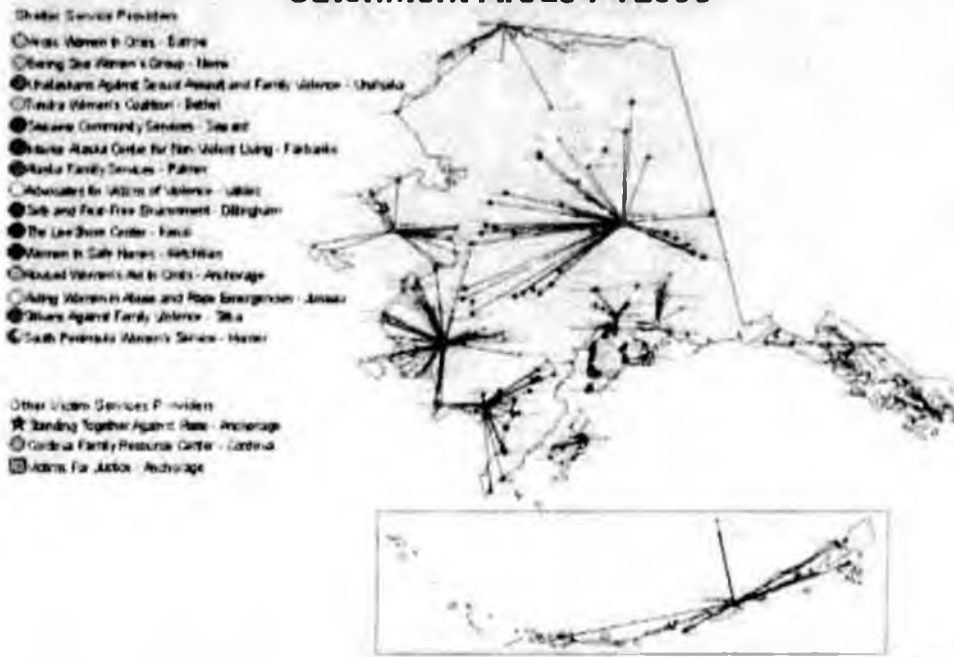 Catchment Areas FY2000
Shelter Service Providers
Arctic Women in Crisis - Barrow
Bering Sea Women's Group - Nome
Unalaskans Against Sexual Assault and Family Violence - Unalaska
Tundra Women's Coalition - Bethel
Seaview Community Services - Seward
Interior Alaska Center for Non-Violent Living - Fairbanks
Alaska Family Services - Palmer
Advocates for Victims of Violence - Valdez
Safe and Fear-Free Environment - Dillingham
The LeeShore Center - Kenai
Women in Safe Homes - Ketchikan
Abused Women's Aid in Crisis - Anchorage
Aiding Women in Abuse and Rape Emergencies - Juneau
Sitkans Against Family Violence - Sitka
South Peninsula Women's Service - Homer
Other Victim Services Providers
Standing Together Against Rape - Anchorage
Cordova Family Resource Center - Cordova
Victims For Justice - Anchorage